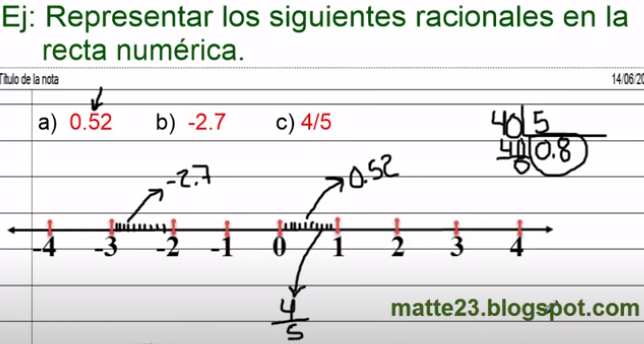 Ej: Representar los siguientes racionales en la
recta numérica.
Título de la nota 14/06/20
a) 0.52 b) -2.7 c) 4/5
40 5
40 0.8
0
-2.7 0.52
-4 -3 -2 -1 0 1 2 3 4
4
5
matte23.blogspot.com